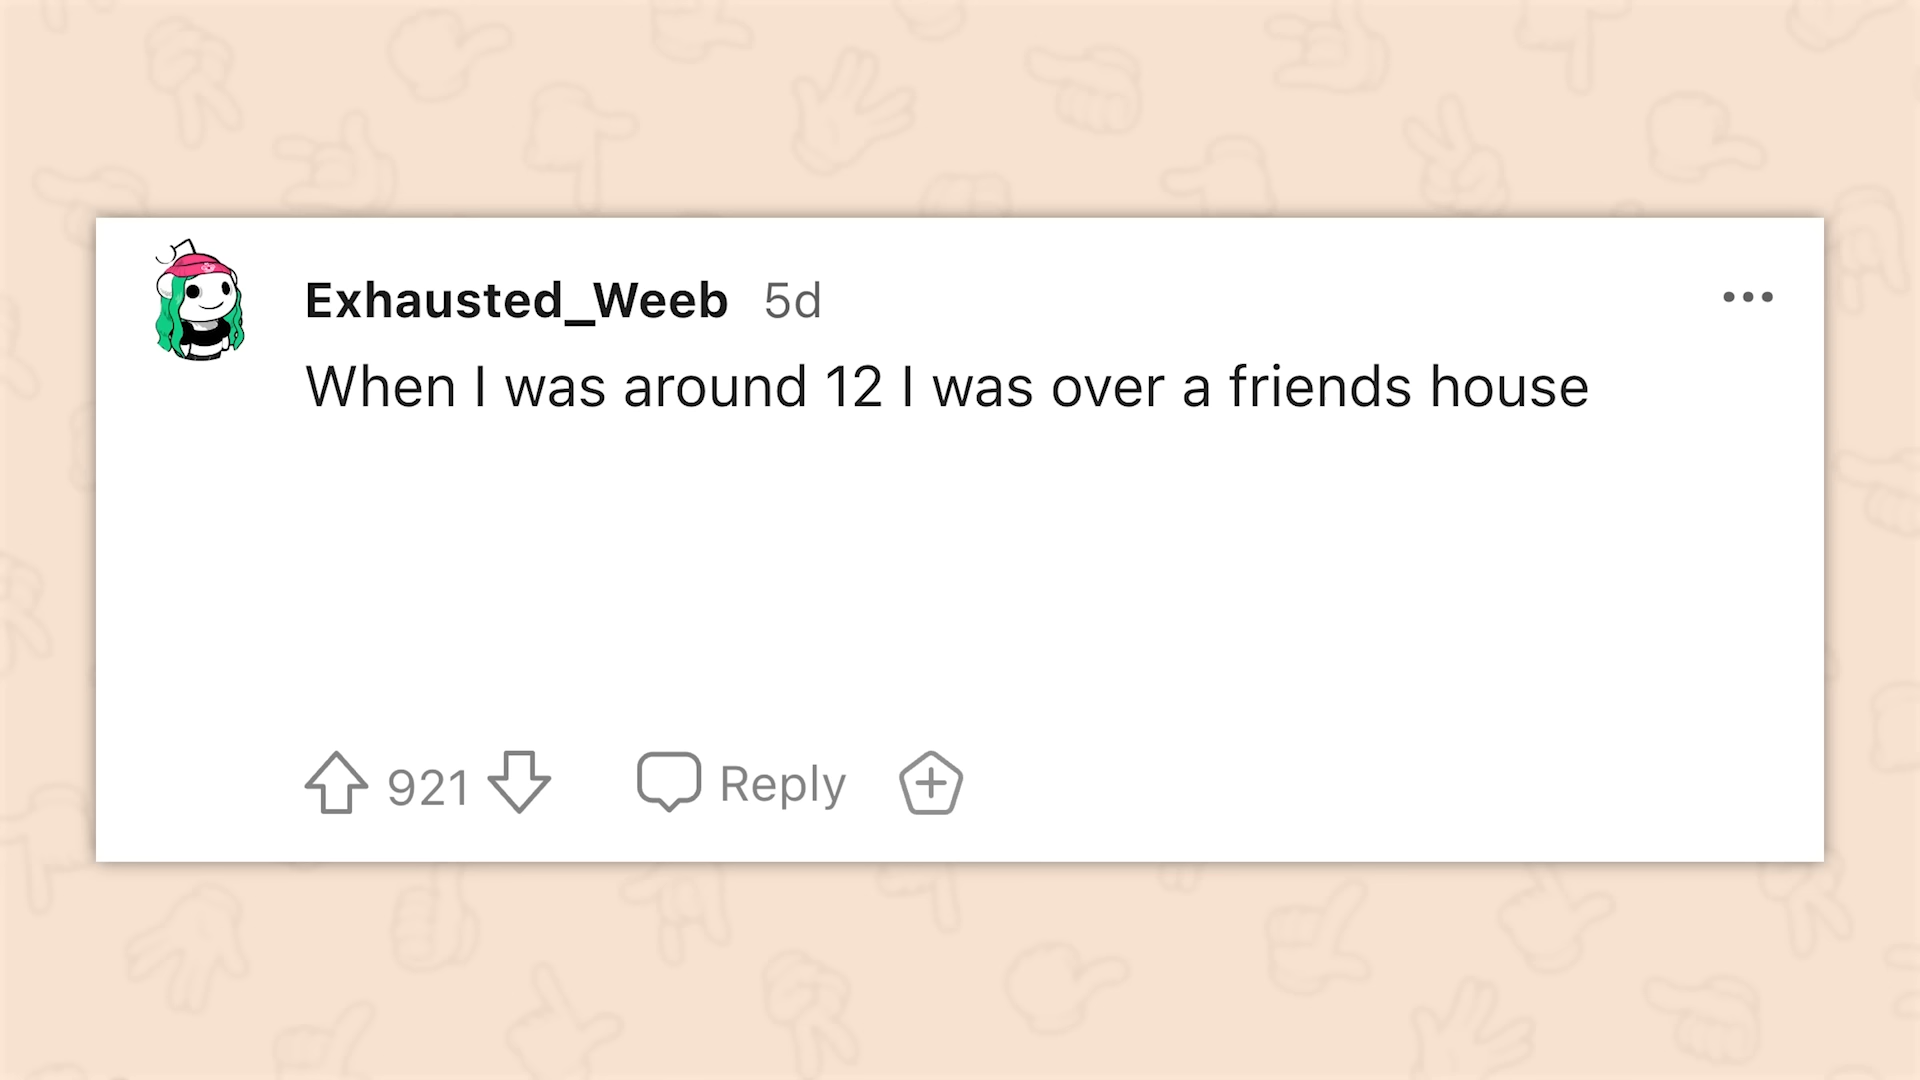 Exhausted_Weeb 5d
When I was around 12 I was over a friends house
921 Reply